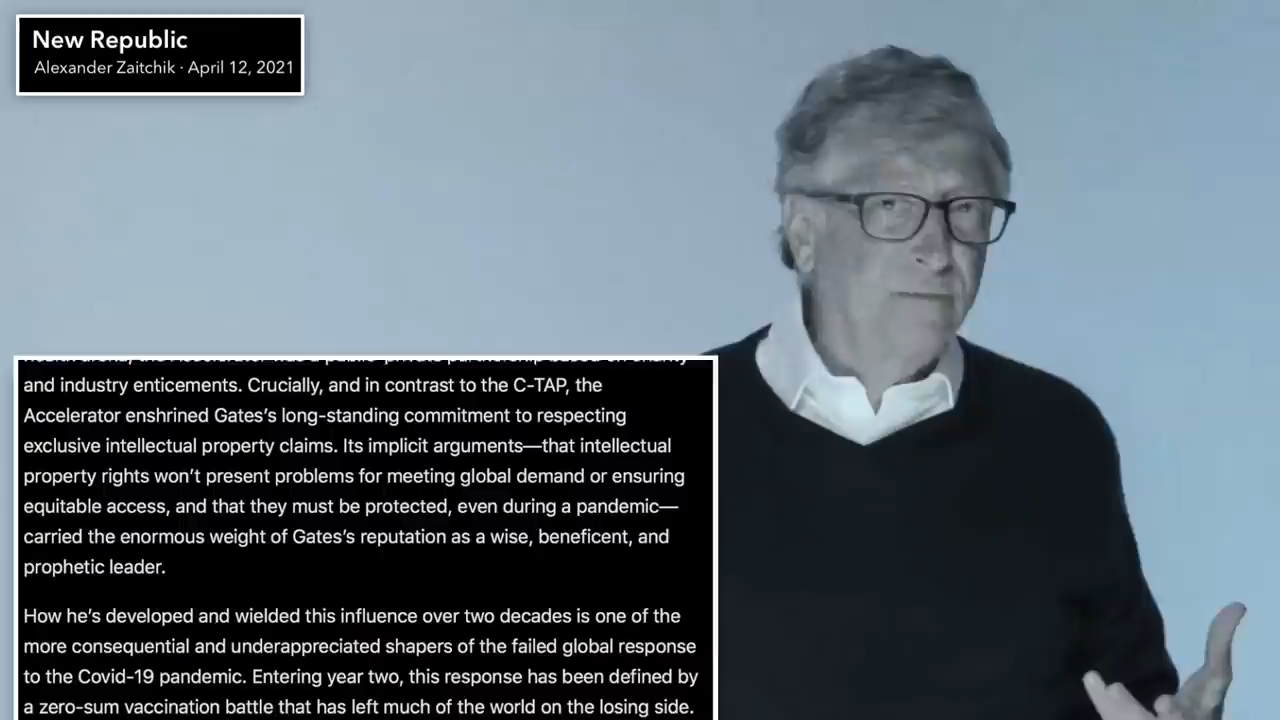 New Republic
Alexander Zaitchik · April 12, 2021
and industry enticements. Crucially, and in contrast to the C-TAP, the
Accelerator enshrined Gates’s long-standing commitment to respecting
exclusive intellectual property claims. Its implicit arguments—that intellectual
property rights won’t present problems for meeting global demand or ensuring
equitable access, and that they must be protected, even during a pandemic—
carried the enormous weight of Gates’s reputation as a wise, beneficent, and
prophetic leader.
How he’s developed and wielded this influence over two decades is one of the
more consequential and underappreciated shapers of the failed global response
to the Covid-19 pandemic. Entering year two, this response has been defined by
a zero-sum vaccination battle that has left much of the world on the losing side.